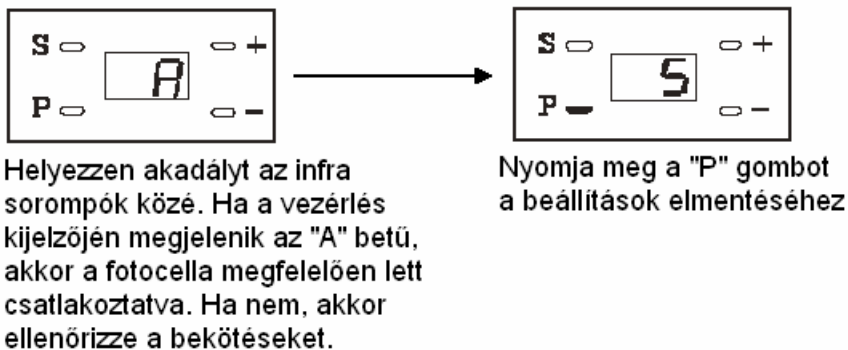 S +
A
P -
Helyezzen akadályt az infra
sorompók közé. Ha a vezérlés
kijelzőjén megjelenik az "A" betű,
akkor a fotocella megfelelően lett
csatlakoztatva. Ha nem, akkor
ellenőrizze a bekötéseket.
S +
5
P -
Nyomja meg a "P" gombot
a beállítások elmentéséhez